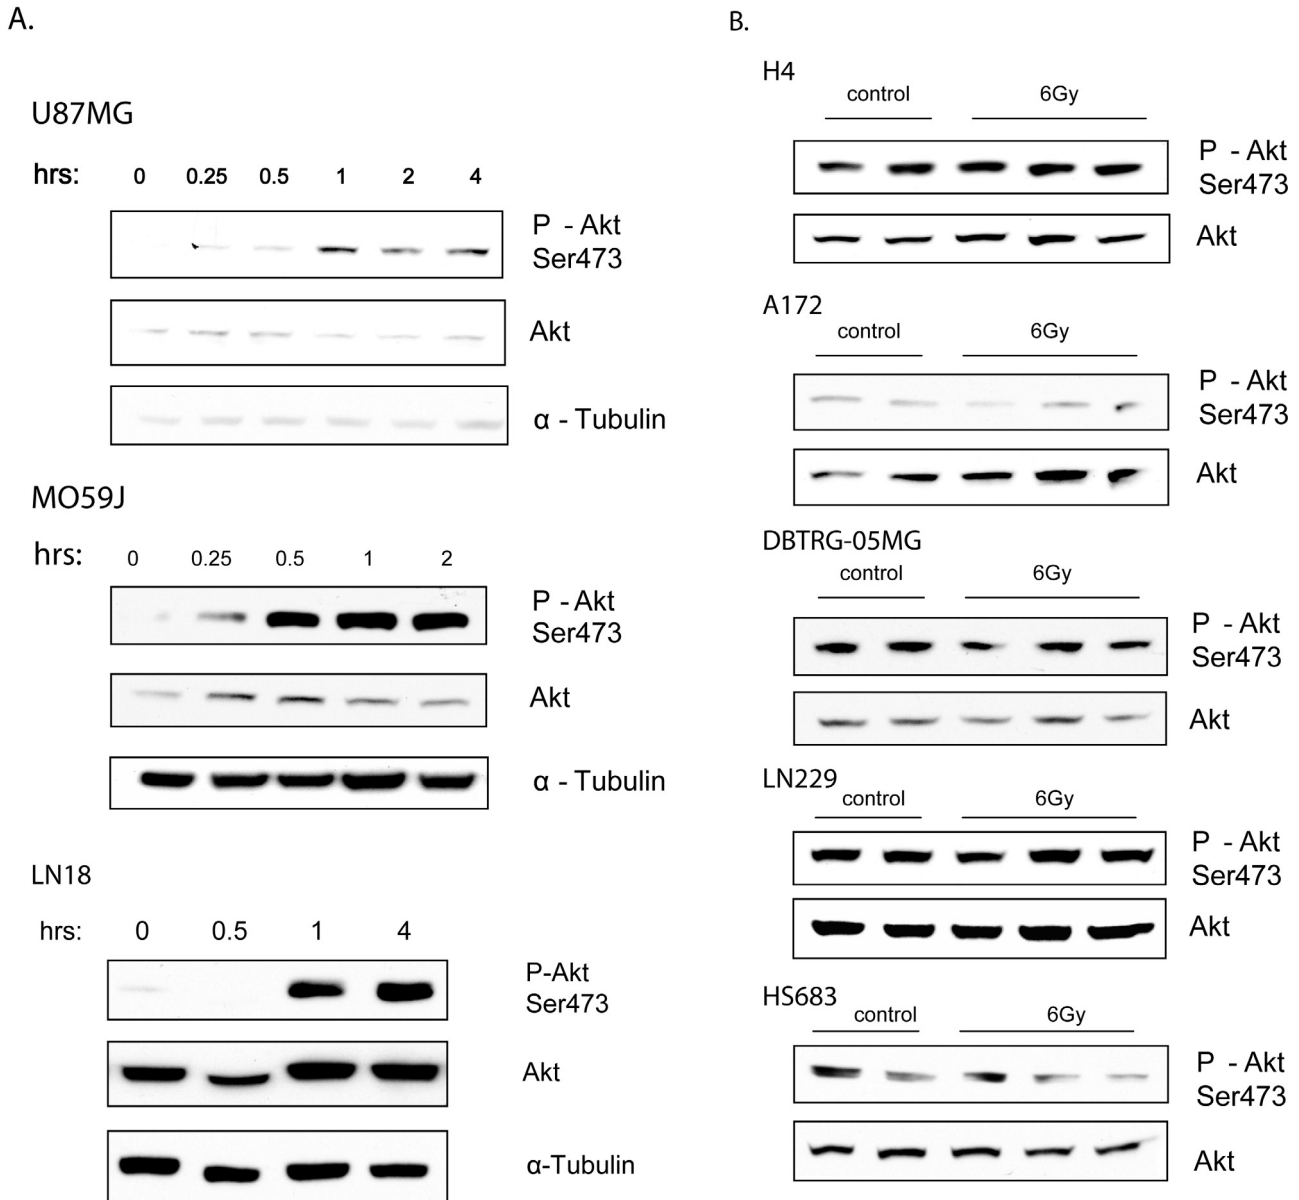 A.
U87MG
hrs: 0 0.25 0.5 1 2 4
P - Akt
Ser473
Akt
α - Tubulin
MO59J
hrs: 0 0.25 0.5 1 2
P - Akt
Ser473
Akt
α - Tubulin
LN18
hrs: 0 0.5 1 4
P-Akt
Ser473
Akt
α-Tubulin
B.
H4
control 6Gy
P - Akt
Ser473
Akt
A172
control 6Gy
P - Akt
Ser473
Akt
DBTRG-05MG
control 6Gy
P - Akt
Ser473
Akt
LN229
control 6Gy
P - Akt
Ser473
Akt
HS683
control 6Gy
P - Akt
Ser473
Akt